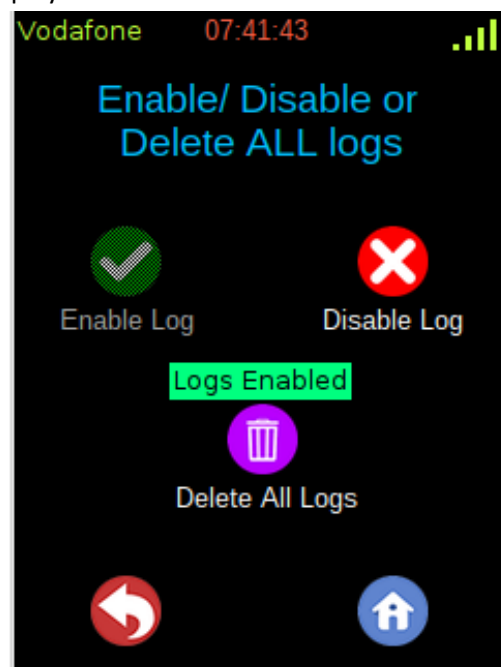 Vodafone 07:41:43
Enable/ Disable or
Delete ALL logs
Enable Log Disable Log
Logs Enabled
Delete All Logs